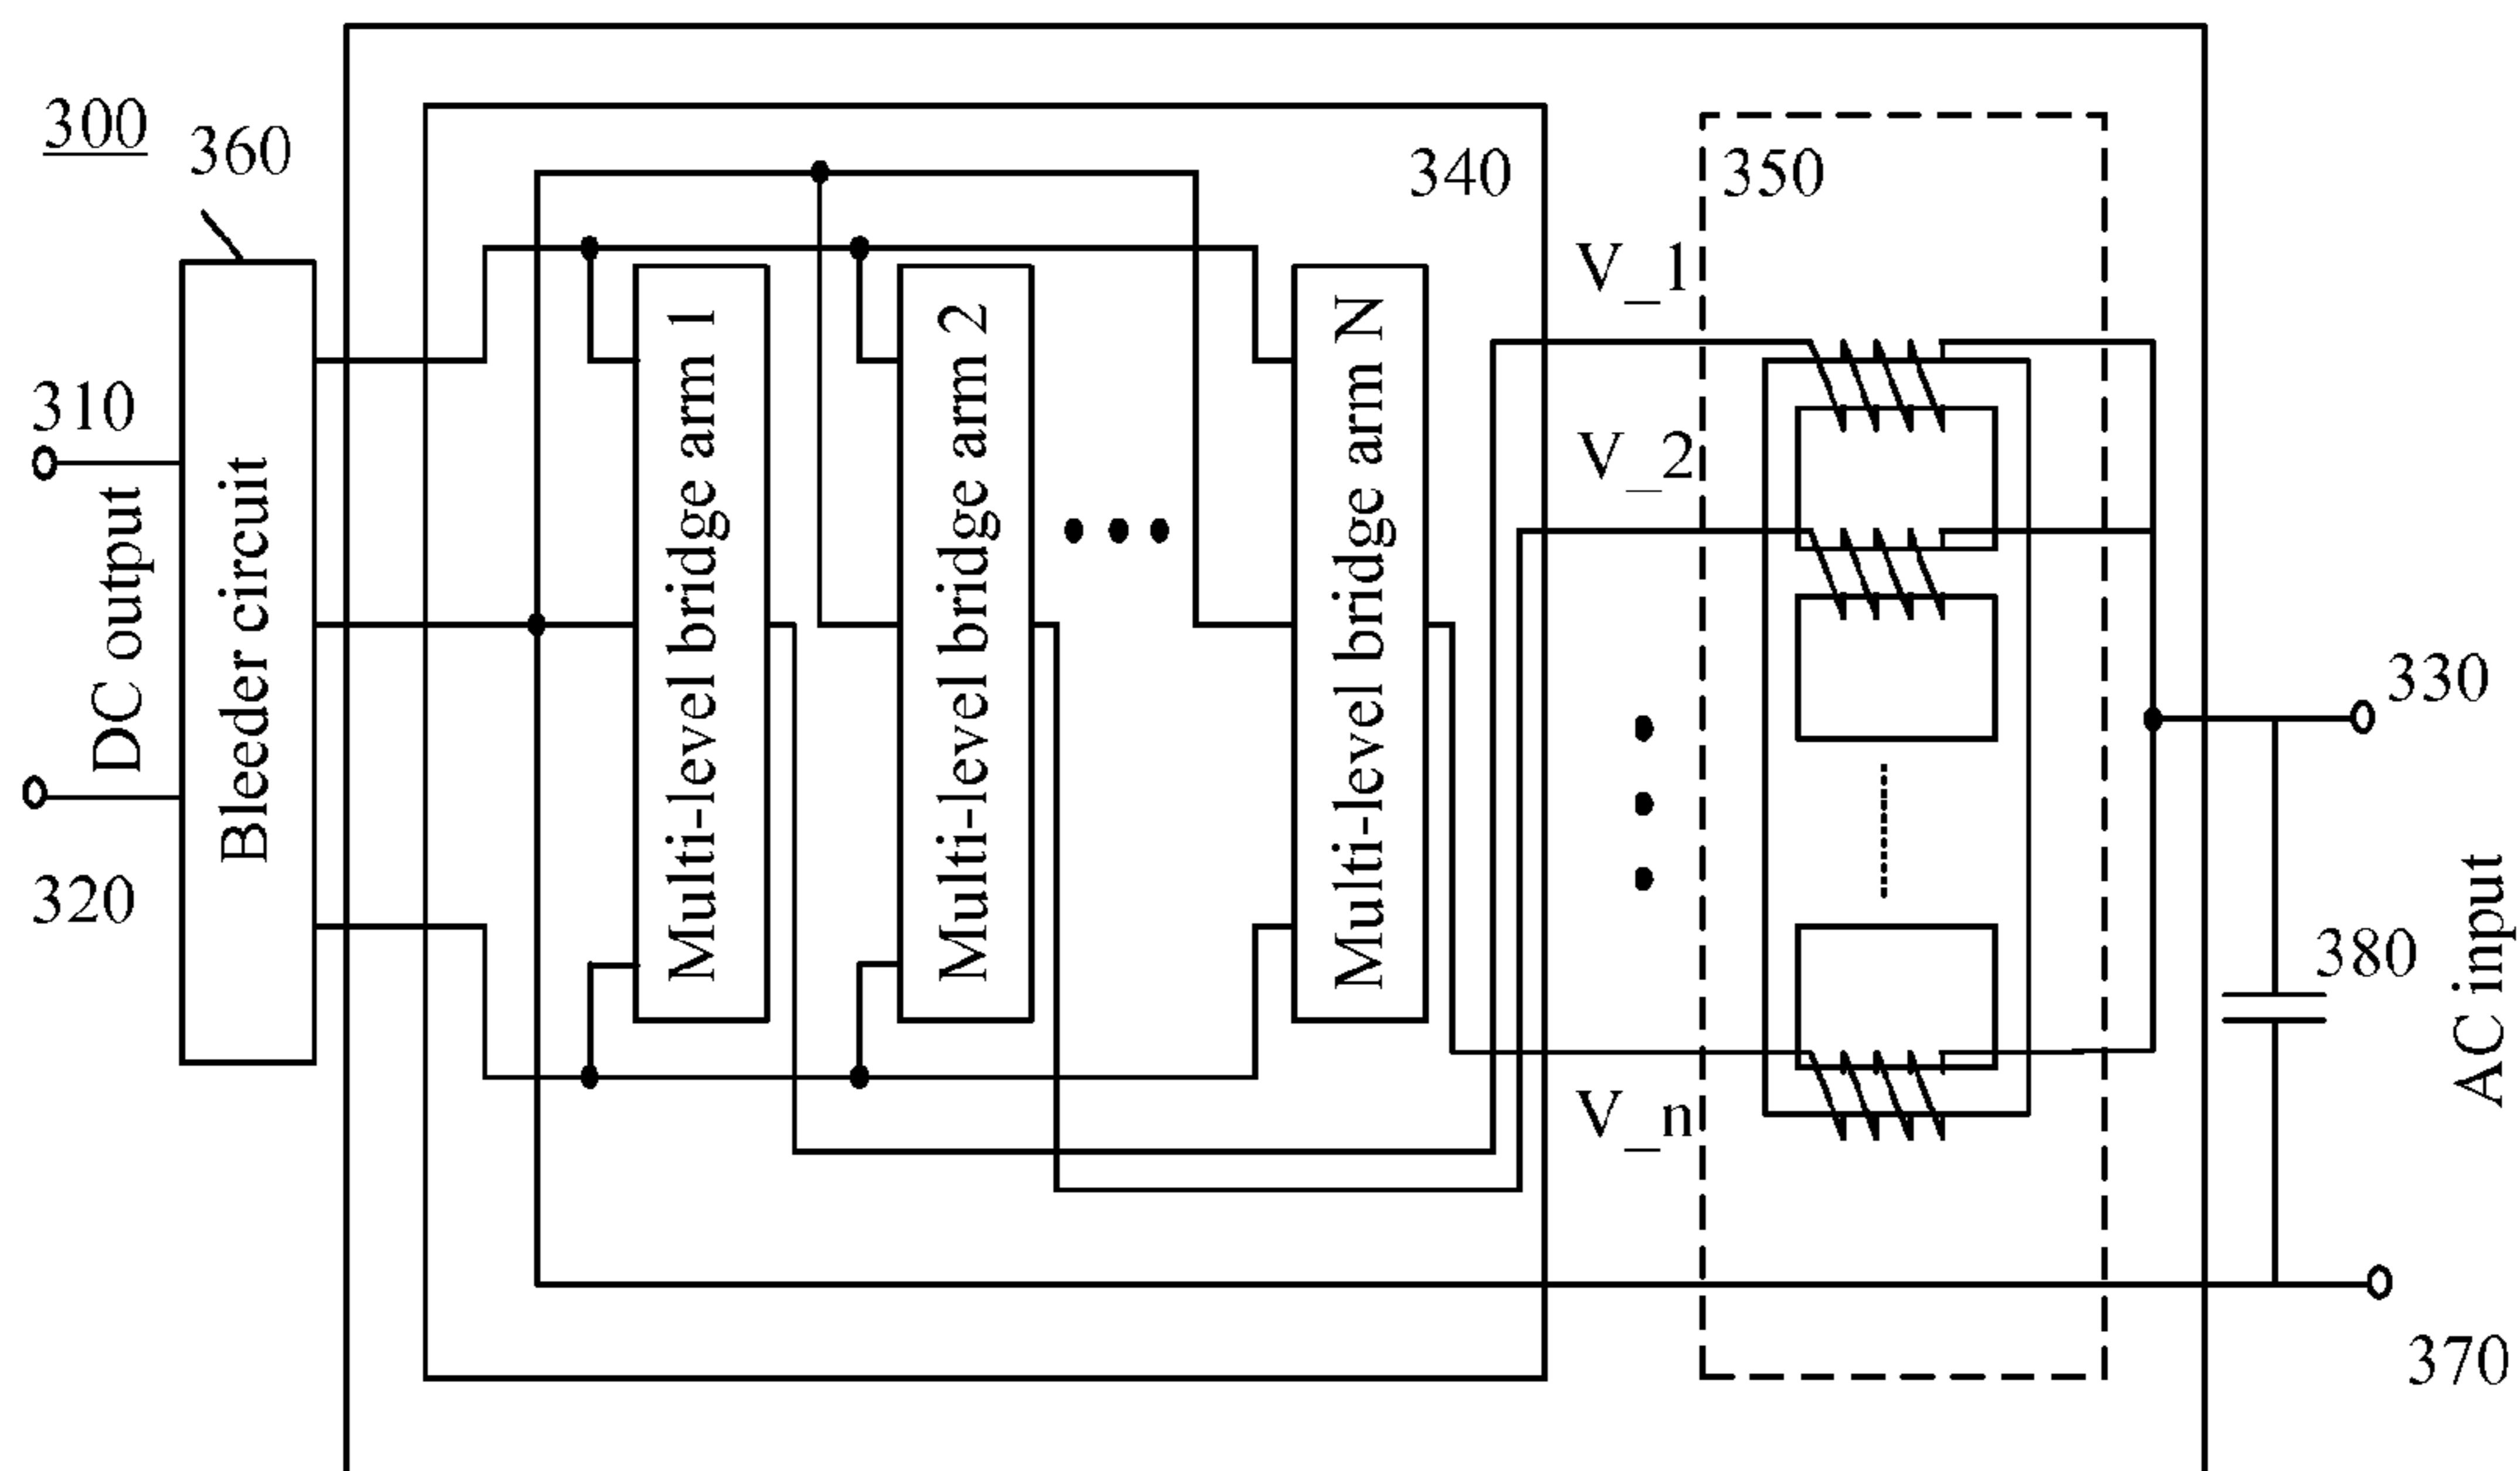 300
360
340
350
V_1
310
V_2
DC output
Bleeder circuit
Multi-level bridge arm 1
Multi-level bridge arm 2
Multi-level bridge arm N
330
320
380
AC input
V_n
370